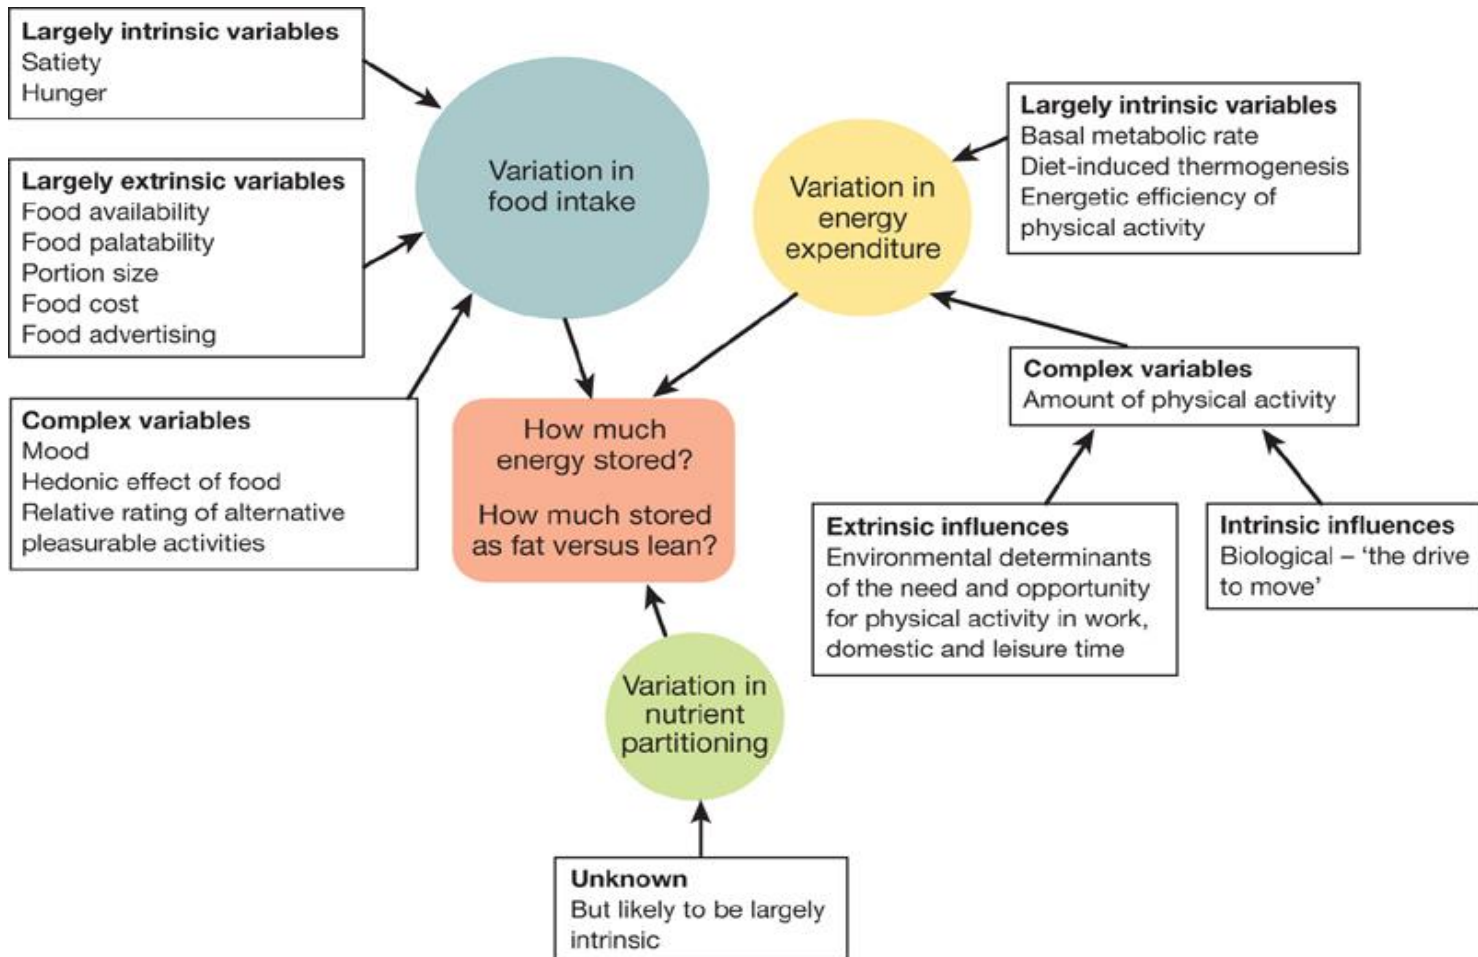 Largely intrinsic variables
Satiety
Hunger
Largely extrinsic variables
Food availability
Food palatability
Portion size
Food cost
Food advertising
Complex variables
Mood
Hedonic effect of food
Relative rating of alternative
pleasurable activities
Variation in
food intake
Variation in
energy
expenditure
Largely intrinsic variables
Basal metabolic rate
Diet-induced thermogenesis
Energetic efficiency of
physical activity
Complex variables
Amount of physical activity
Extrinsic influences
Environmental determinants
of the need and opportunity
for physical activity in work,
domestic and leisure time
Intrinsic influences
Biological – ‘the drive
to move’
How much
energy stored?
How much stored
as fat versus lean?
Variation in
nutrient
partitioning
Unknown
But likely to be largely
intrinsic